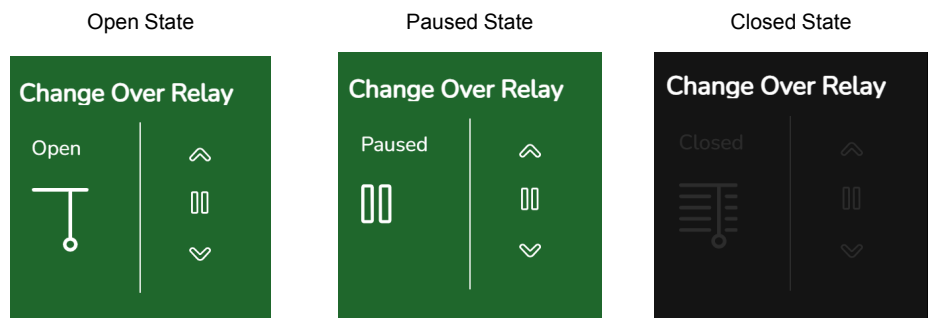 Open State
Paused State
Closed State
Change Over Relay
Open
Change Over Relay
Paused
Change Over Relay
Closed